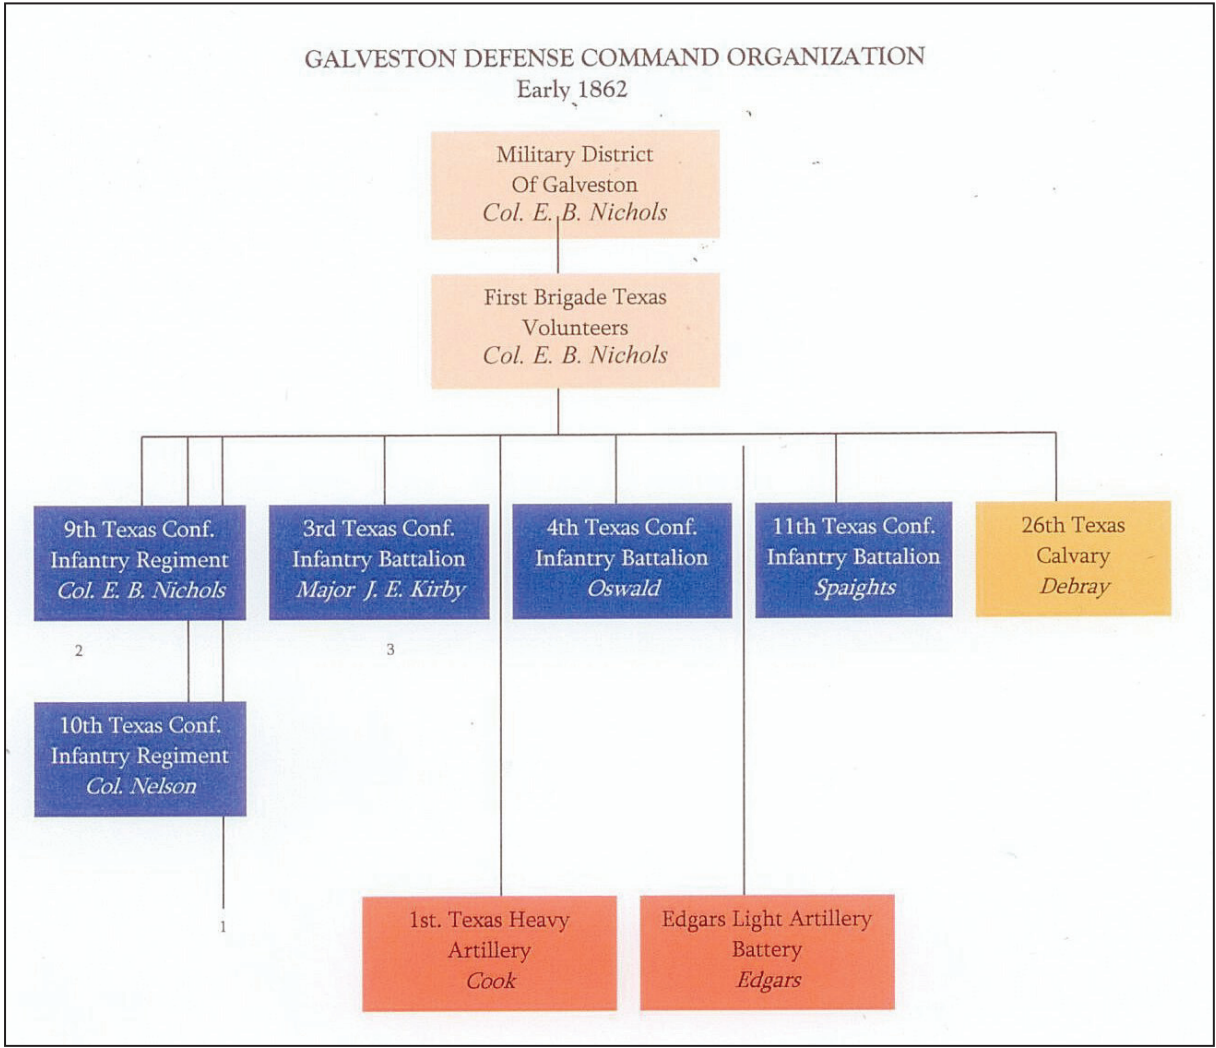 GALVESTON DEFENSE COMMAND ORGANIZATION
Early 1862
Military District
Of Galveston
Col. E. B. Nichols
First Brigade Texas
Volunteers
Col. E. B. Nichols
9th Texas Conf.
Infantry Regiment
Col. E. B. Nichols
3rd Texas Conf.
Infantry Battalion
Major J. E. Kirby
4th Texas Conf.
Infantry Battalion
Oswald
11th Texas Conf.
Infantry Battalion
Spaights
26th Texas
Calvary
Debray
2
3
10th Texas Conf.
Infantry Regiment
Col. Nelson
1
1st. Texas Heavy
Artillery
Cook
Edgars Light Artillery
Battery
Edgars